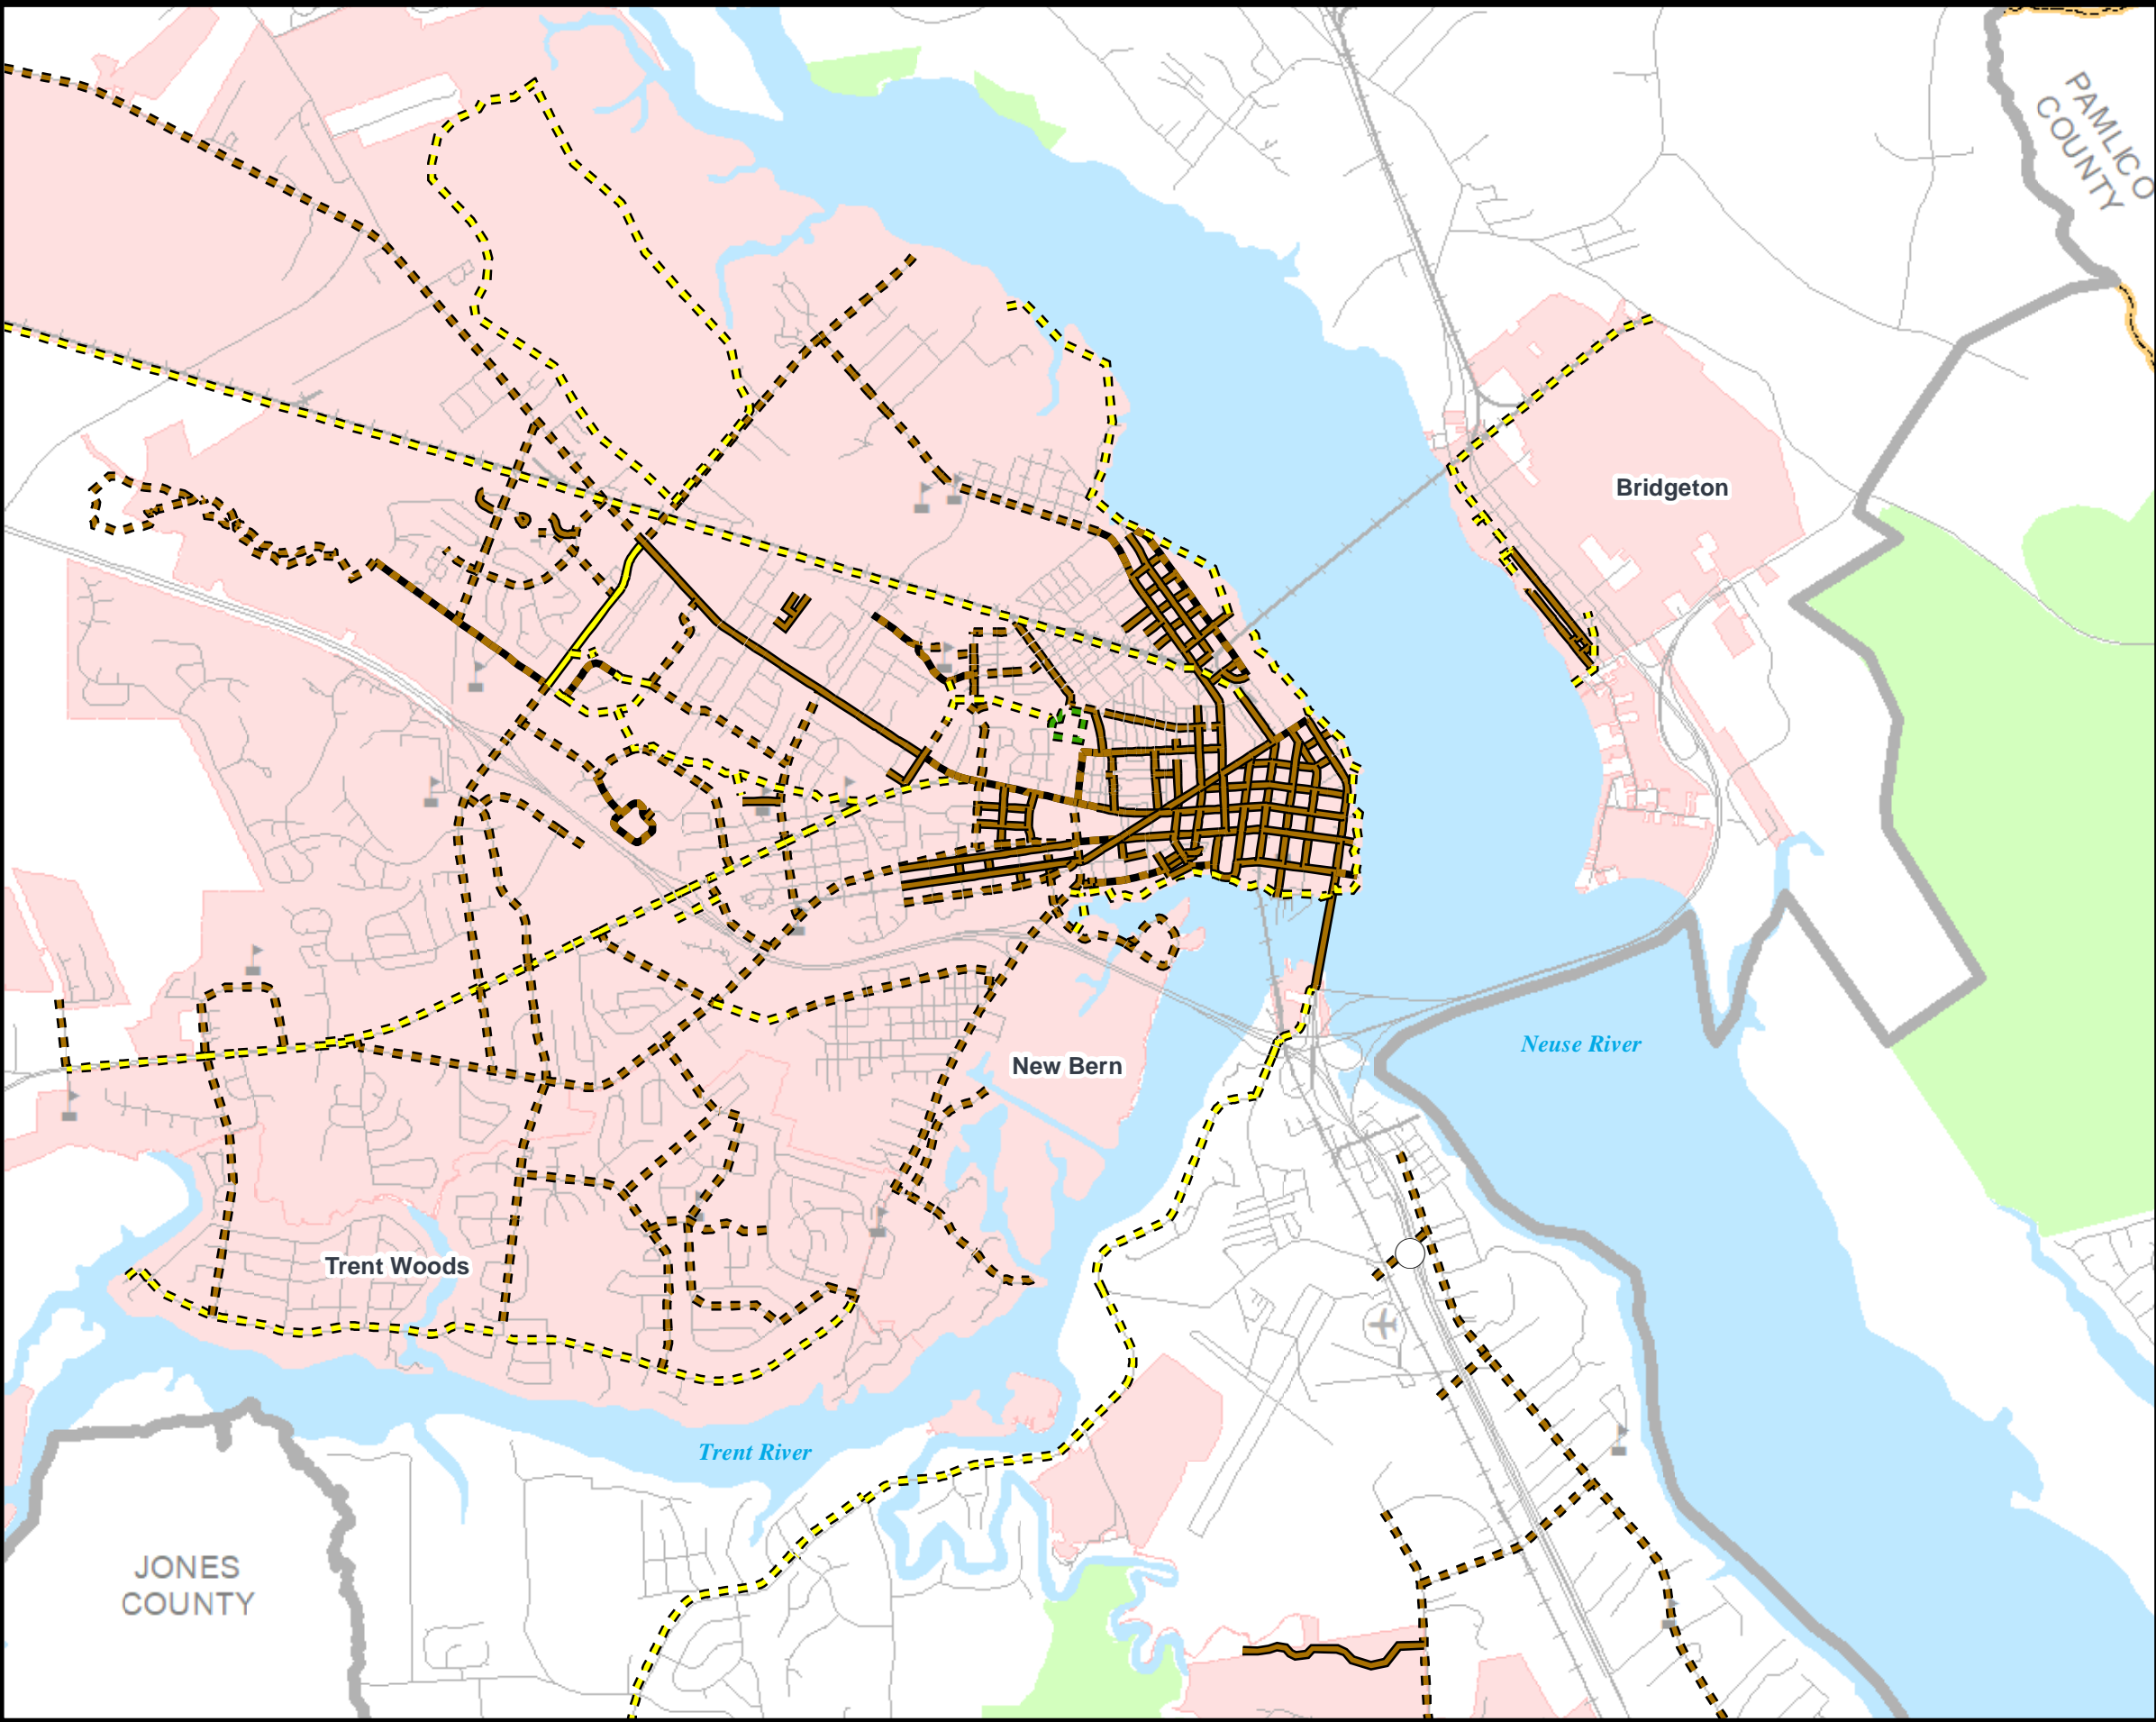 PAMLICO
COUNTY
Bridgeton
Neuse River
New Bern
Trent Woods
Trent River
JONES
COUNTY